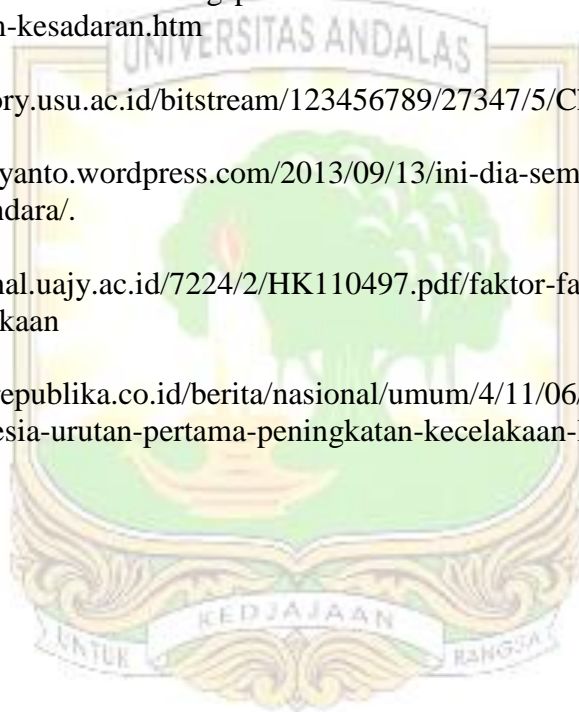 n-kesadaran.htm
UNIVERSITAS ANDALAS
ory.usu.ac.id/bitstream/123456789/27347/5/C
yanto.wordpress.com/2013/09/13/ini-dia-sem
ndara/.
nal.uajy.ac.id/7224/2/HK110497.pdf/faktor-fa
kaan
republika.co.id/berita/nasional/umum/4/11/06/
esia-urutan-pertama-peningkatan-kecelakaan-
KEDJAJAAN
UNTUK
BANGSA